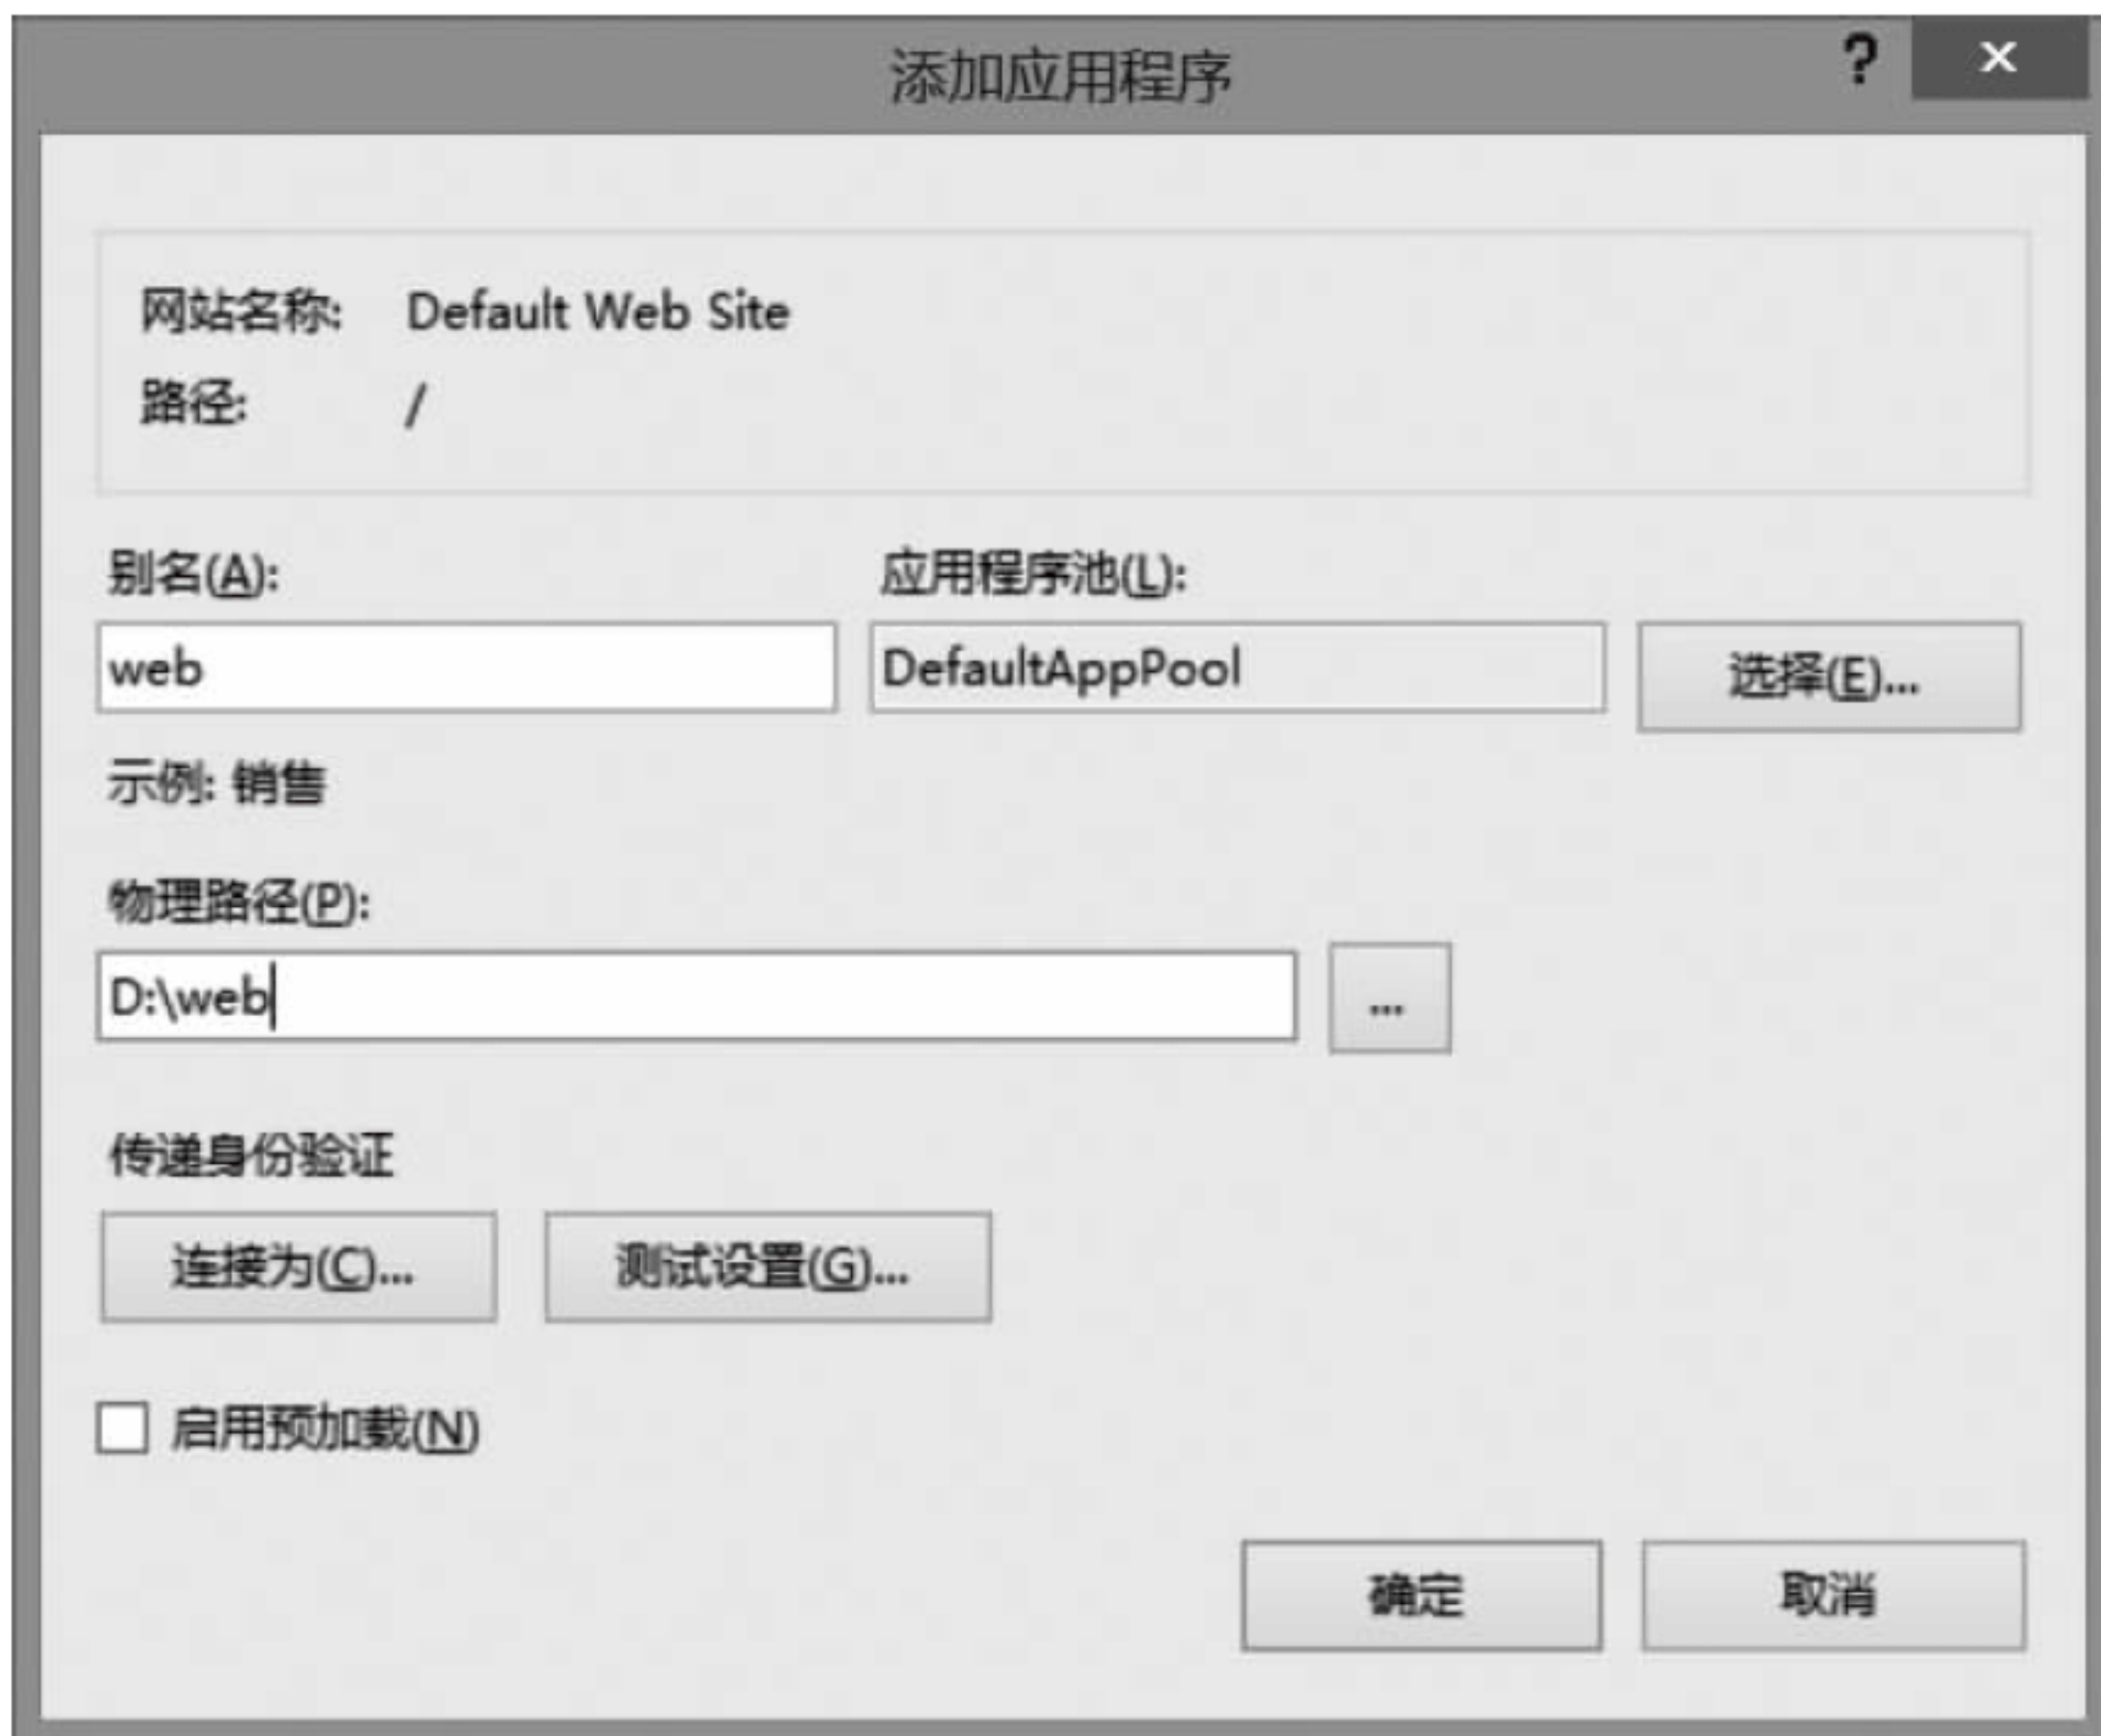 添加应用程序 ? ×
网站名称: Default Web Site
路径: /
别名(A): 应用程序池(L):
web DefaultAppPool 选择(E)...
示例: 销售
物理路径(P):
D:\web ...
传递身份验证
连接为(C)... 测试设置(G)...
启用预加载(N)
确定 取消